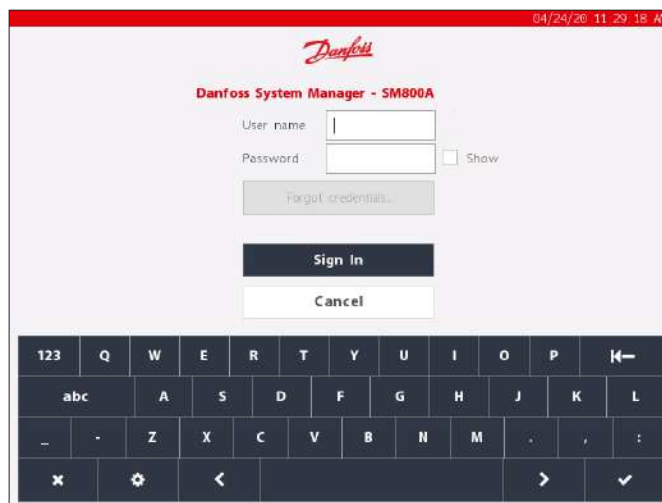 04/24/20 11:29:18 A
Danfoss
Danfoss System Manager - SM800A
User name
Password
Show
Forgot credentials...
Sign In
Cancel
123 Q W E R T Y U I O P
abc A S D F G H J K L
_ - Z X C V B N M . , :